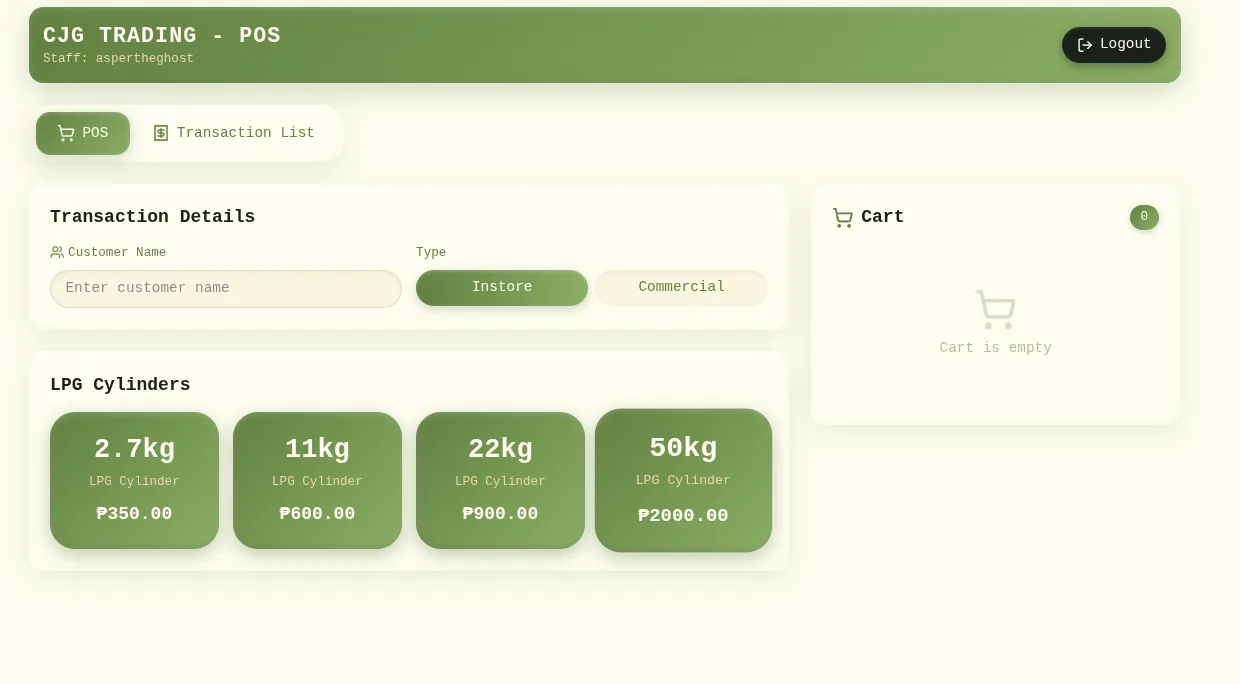 CJG TRADING - POS
Staff: aspertheghost
Logout
POS
Transaction List
Transaction Details
Customer Name
Type
Enter customer name
Instore
Commercial
Cart
0
Cart is empty
LPG Cylinders
2.7kg
LPG Cylinder
₱350.00
11kg
LPG Cylinder
₱600.00
22kg
LPG Cylinder
₱900.00
50kg
LPG Cylinder
₱2000.00